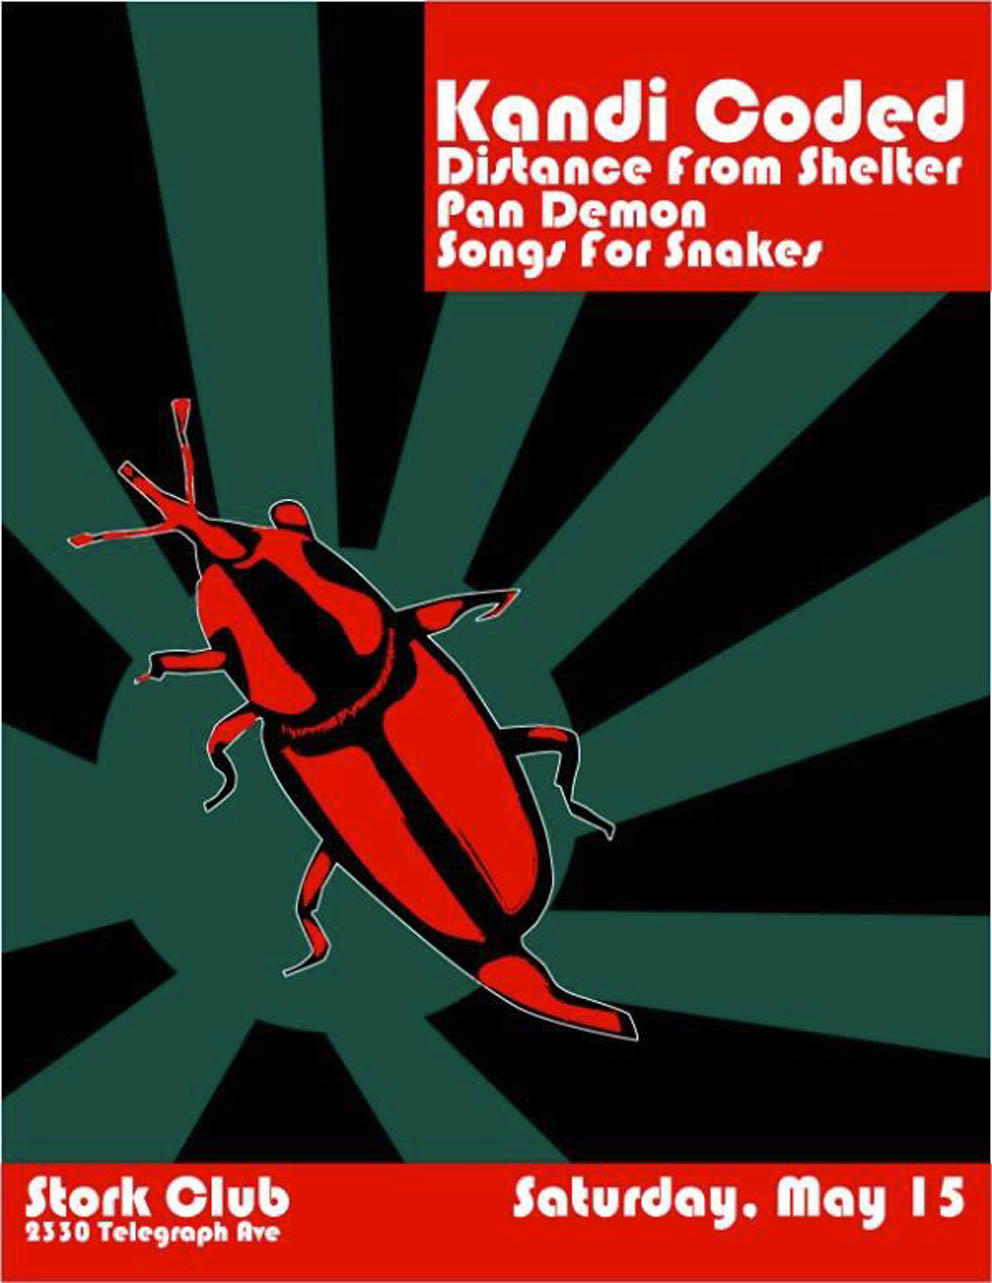 Kandi Coded
Distance From Shelter
Pan Demon
Songs For Snakes
Stork Club
2330 Telegraph Ave
Saturday, May 15